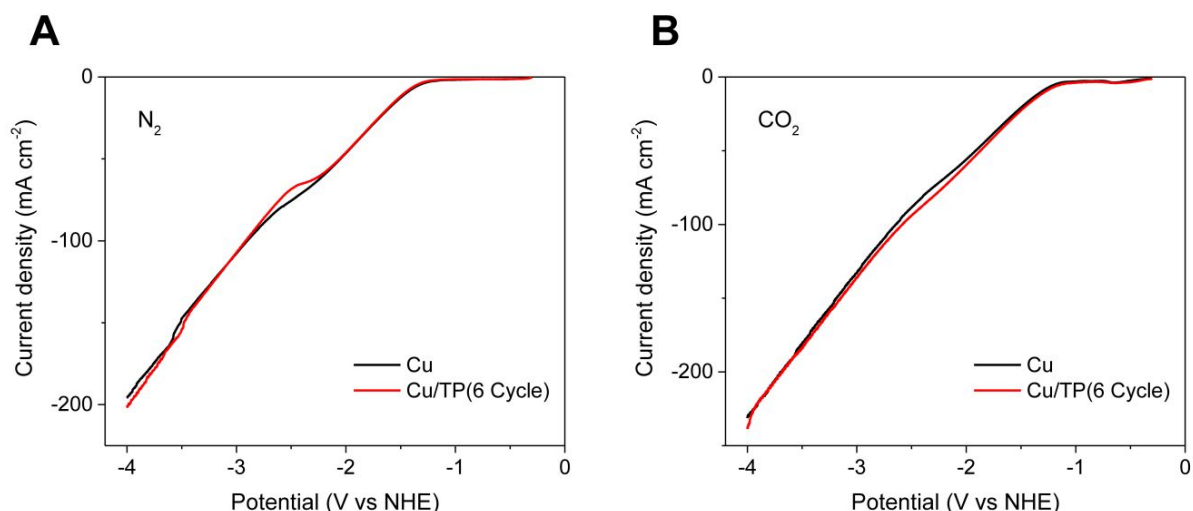 A
N₂
Current density (mA cm⁻²)
0
-100
-200
Cu
Cu/TP(6 Cycle)
-4 -3 -2 -1 0
Potential (V vs NHE)
B
CO₂
Current density (mA cm⁻²)
0
-100
-200
Cu
Cu/TP(6 Cycle)
-4 -3 -2 -1 0
Potential (V vs NHE)